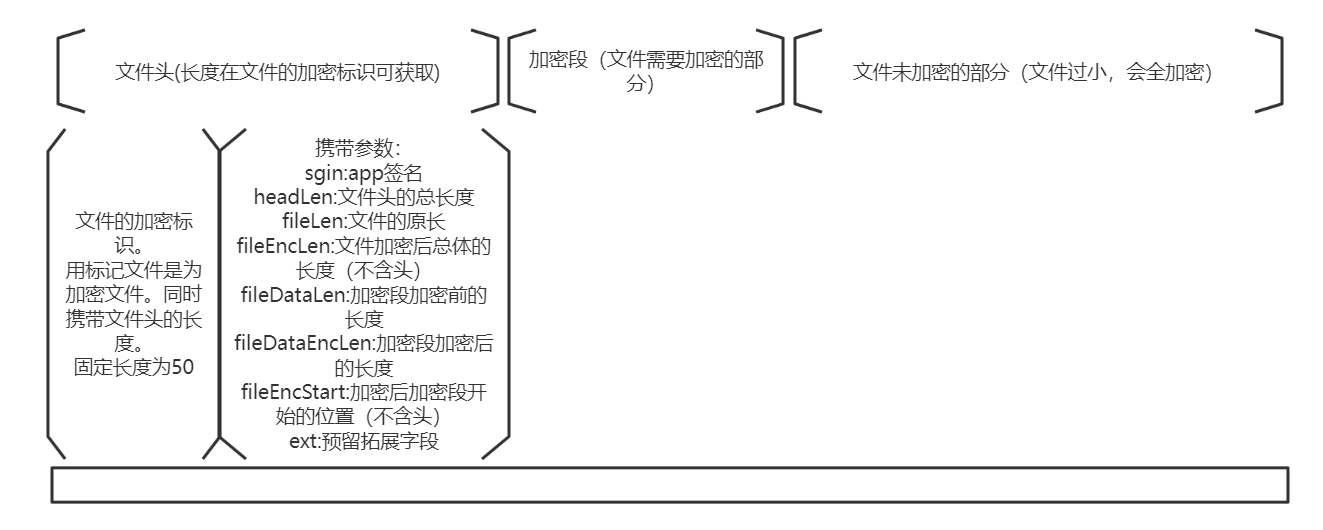 文件头(长度在文件的加密标识可获取)
加密段（文件需要加密的部
分）
文件未加密的部分（文件过小，会全加密）
文件的加密标
识。
用标记文件是为
加密文件。同时
携带文件头的长
度。
固定长度为50
携带参数：
sgin:app签名
headLen:文件头的总长度
fileLen:文件的原长
fileEncLen:文件加密后总体的
长度（不含头）
fileDataLen:加密段加密前的
长度
fileDataEncLen:加密段加密后
的长度
fileEncStart:加密后加密段开
始的位置（不含头）
ext:预留拓展字段